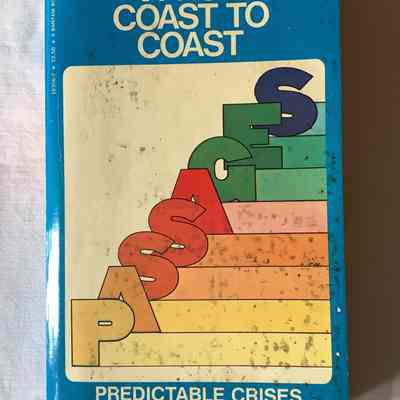 COAST TO
COAST
PASSAGES
PREDICTABLE CRISES